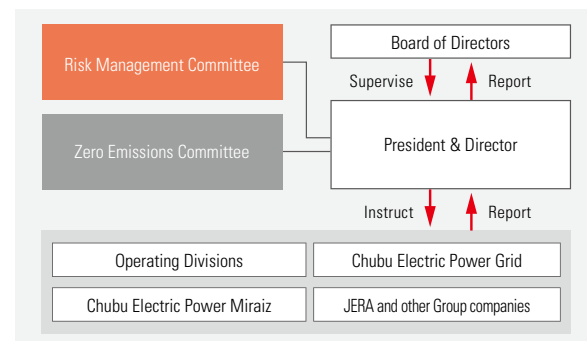 Risk Management Committee
Board of Directors
Supervise
Report
Zero Emissions Committee
President & Director
Instruct
Report
Operating Divisions
Chubu Electric Power Grid
Chubu Electric Power Miraiz
JERA and other Group companies